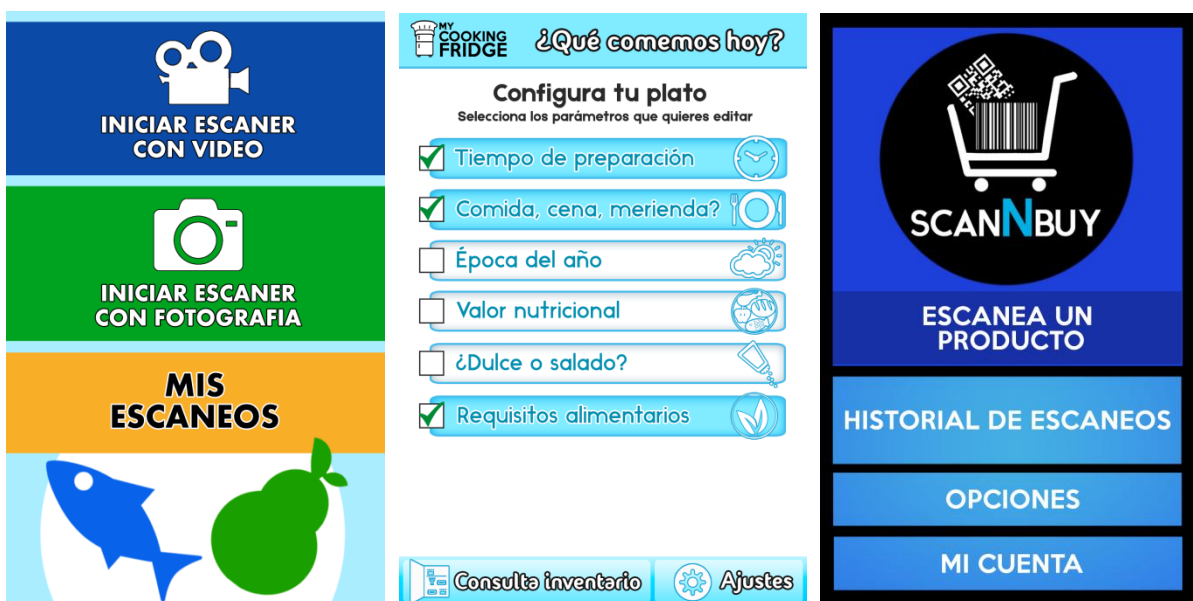 INICIAR ESCANER
CON VIDEO
INICIAR ESCANER
CON FOTOGRAFIA
MIS
ESCANEOS
MY
COOKING
FRIDGE
¿Qué comemos hoy?
Configura tu plato
Selecciona los parámetros que quieres editar
Tiempo de preparación
Comida, cena, merienda?
Época del año
Valor nutricional
¿Dulce o salado?
Requisitos alimentarios
Consulta inventario
Ajustes
SCANNBUY
ESCANEA UN
PRODUCTO
HISTORIAL DE ESCANEOS
OPCIONES
MI CUENTA